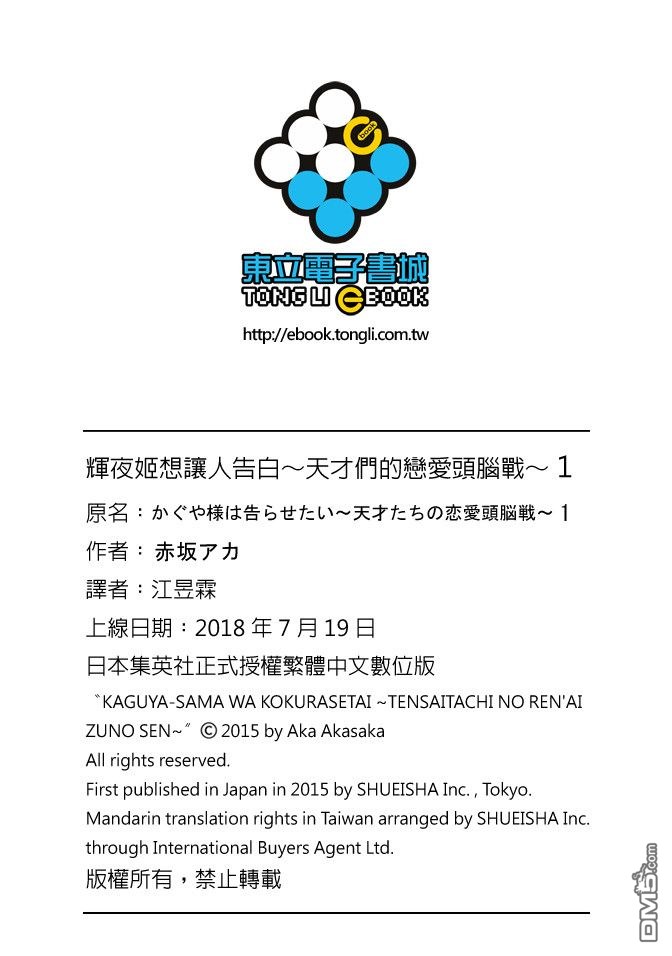 book
東立電子書城
TONG LI eBOOK
http://ebook.tongli.com.tw
輝夜姬想讓人告白～天才們的戀愛頭腦戰～ 1
原名：かぐや様は告らせたい～天才たちの恋愛頭脳戦～ 1
作者：赤坂アカ
譯者：江昱霖
上線日期：2018 年 7 月 19 日
日本集英社正式授權繁體中文數位版
〝KAGUYA-SAMA WA KOKURASETAI ~TENSAITACHI NO REN'AI
ZUNO SEN~〞© 2015 by Aka Akasaka
All rights reserved.
First published in Japan in 2015 by SHUEISHA Inc. , Tokyo.
Mandarin translation rights in Taiwan arranged by SHUEISHA Inc.
through International Buyers Agent Ltd.
版權所有，禁止轉載
DM5.com